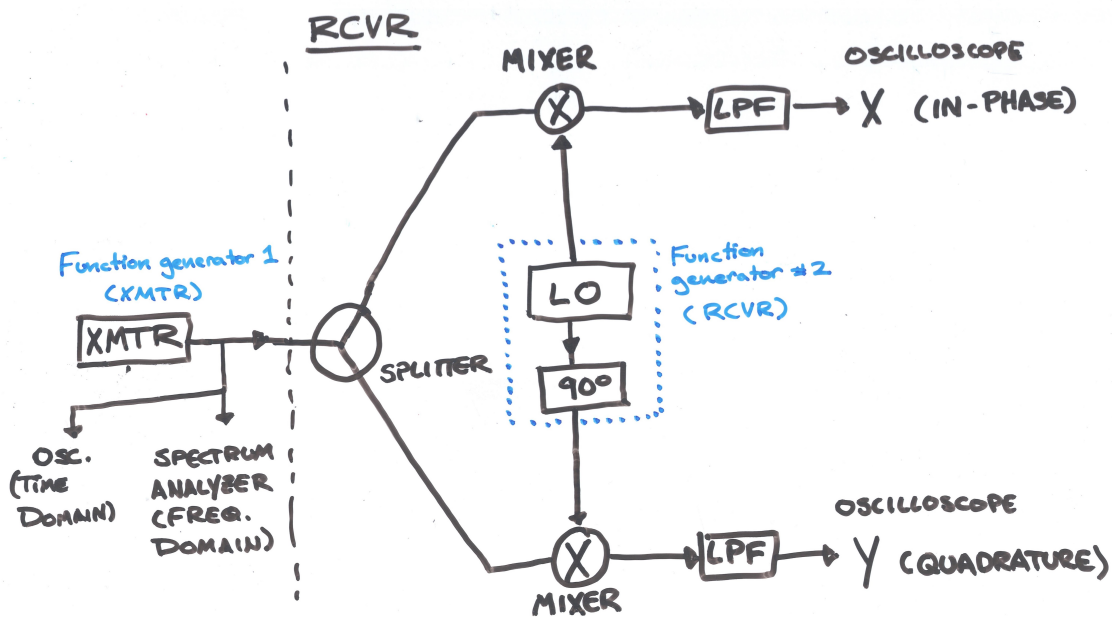 RCVR
MIXER
OSCILLOSCOPE
X
LPF
X (IN-PHASE)
Function generator 1
(XMTR)
XMTR
Function
generator #2
(RCVR)
LO
90°
SPLITTER
OSC.
(TIME
DOMAIN)
SPECTRUM
ANALYZER
(FREQ.
DOMAIN)
OSCILLOSCOPE
X
LPF
Y (QUADRATURE)
MIXER